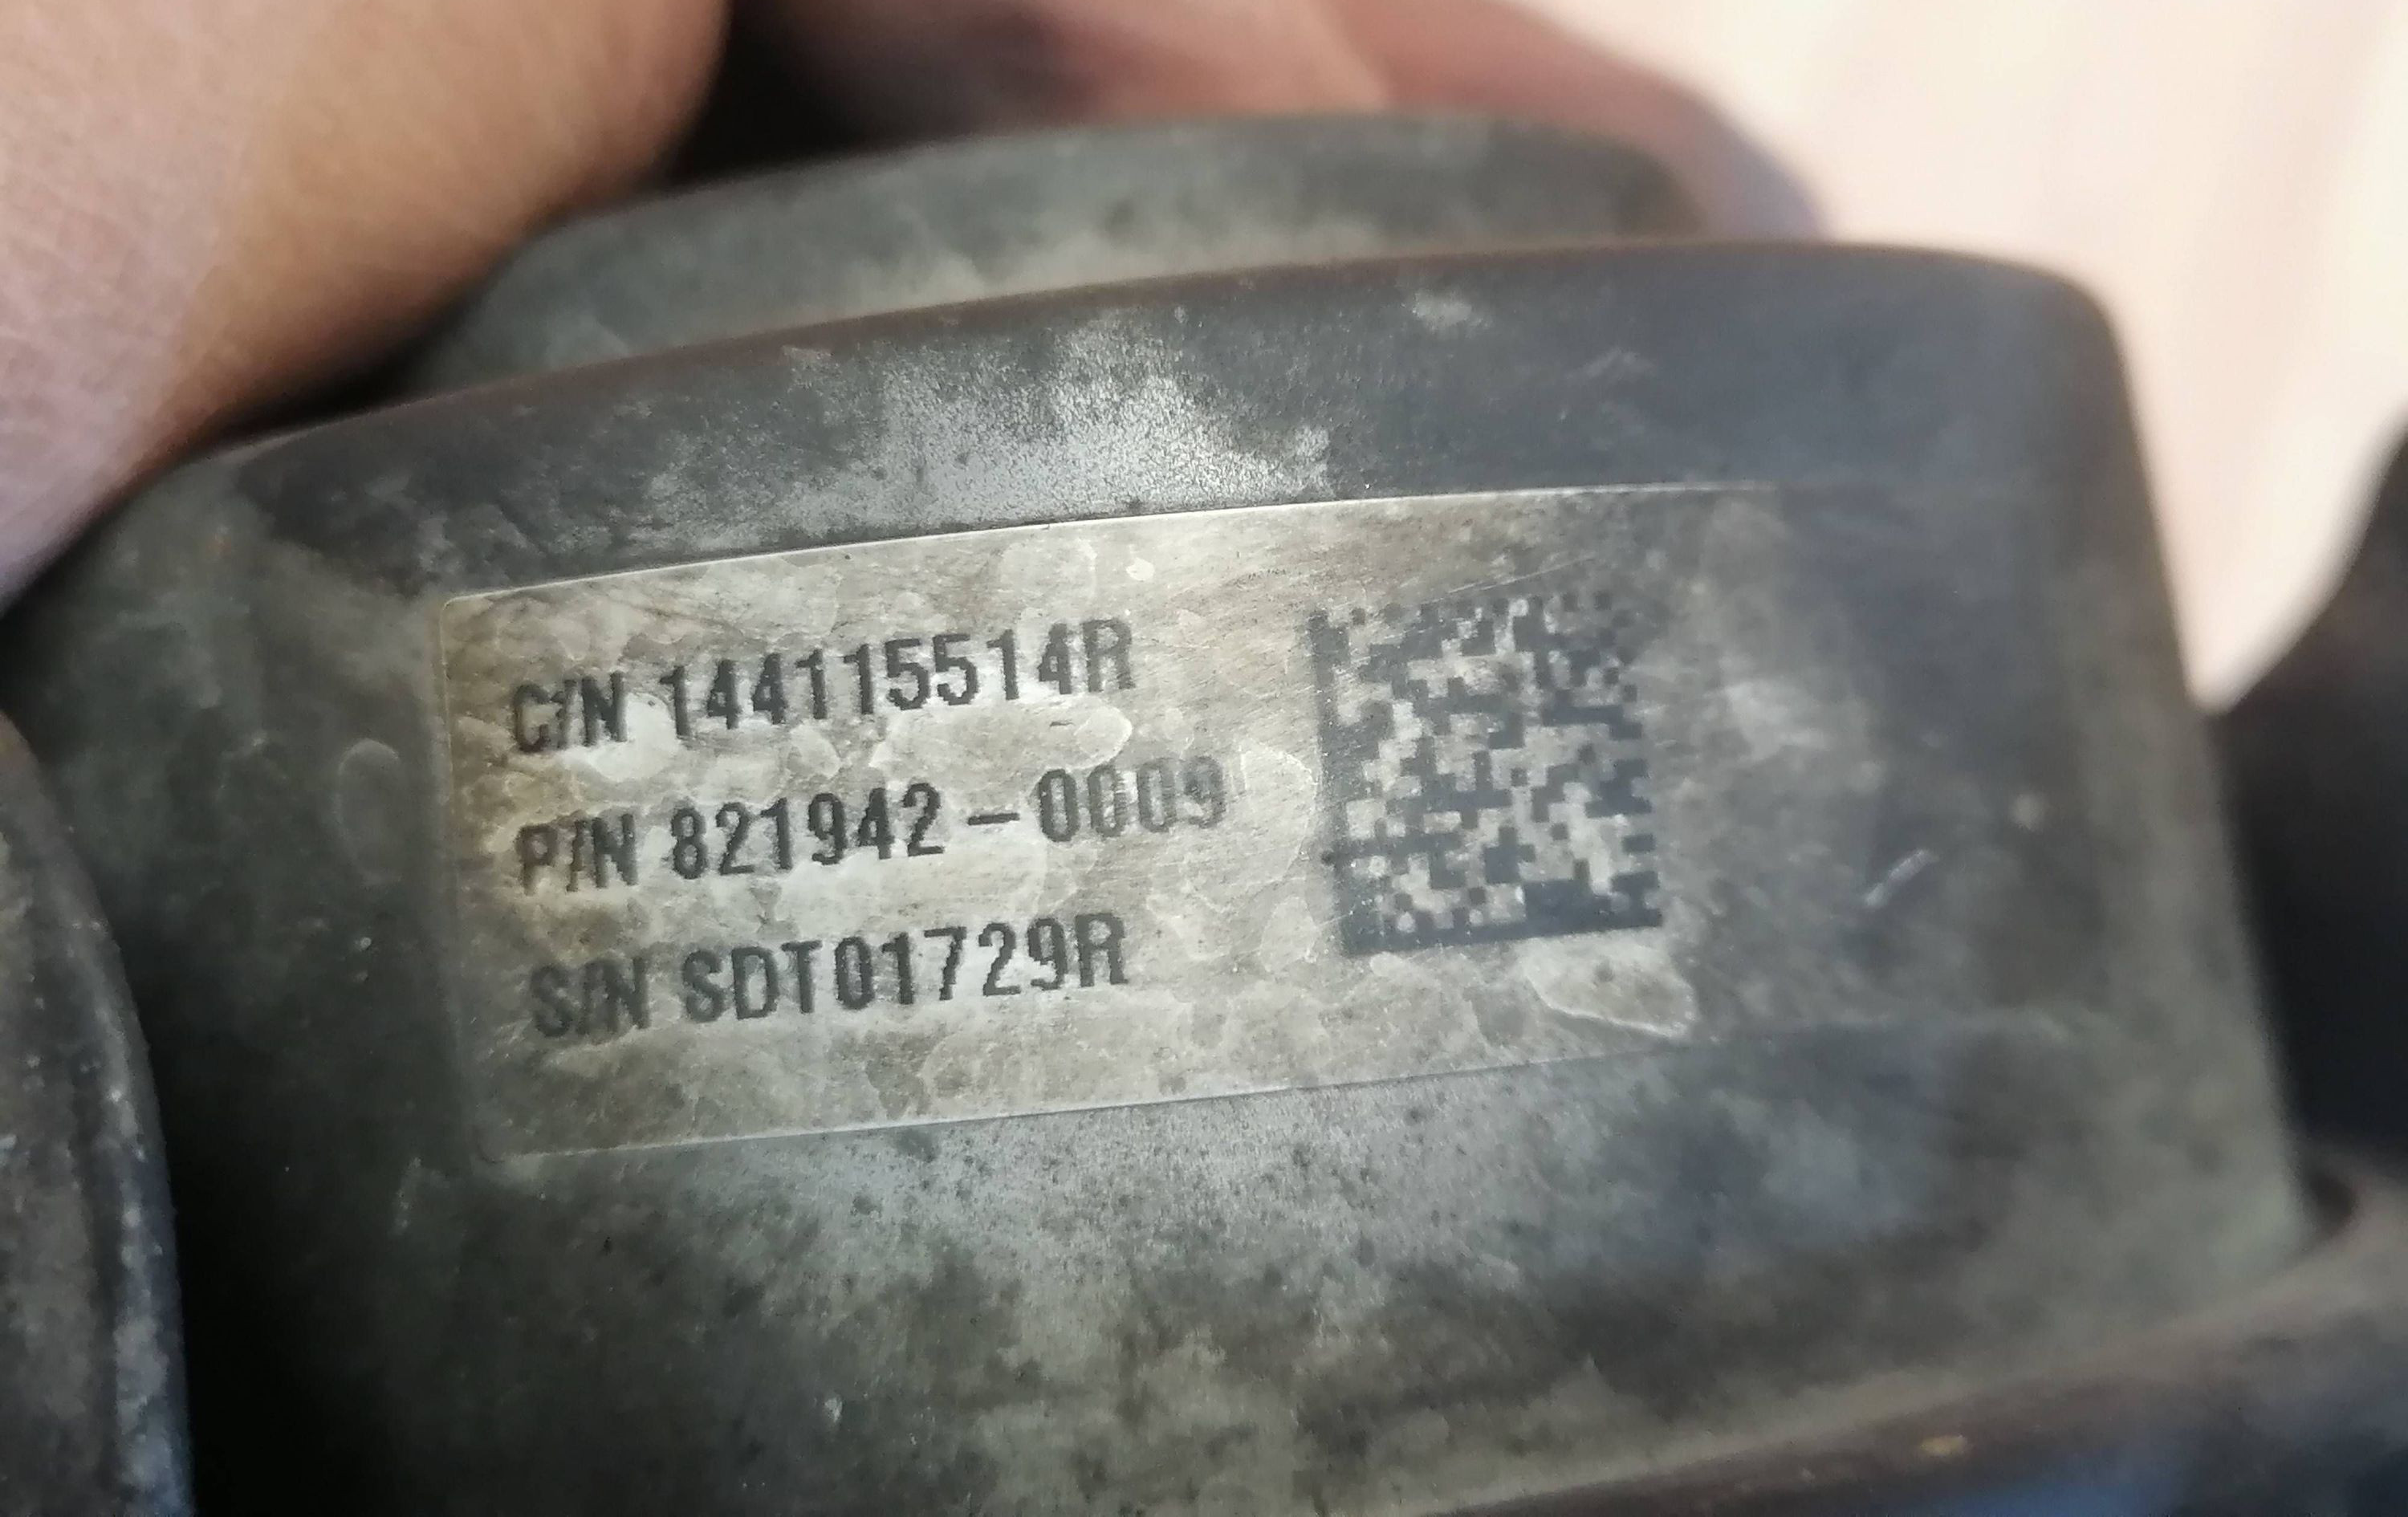 C/N 144115514R
P/N 821942-0009
S/N SDT01729R